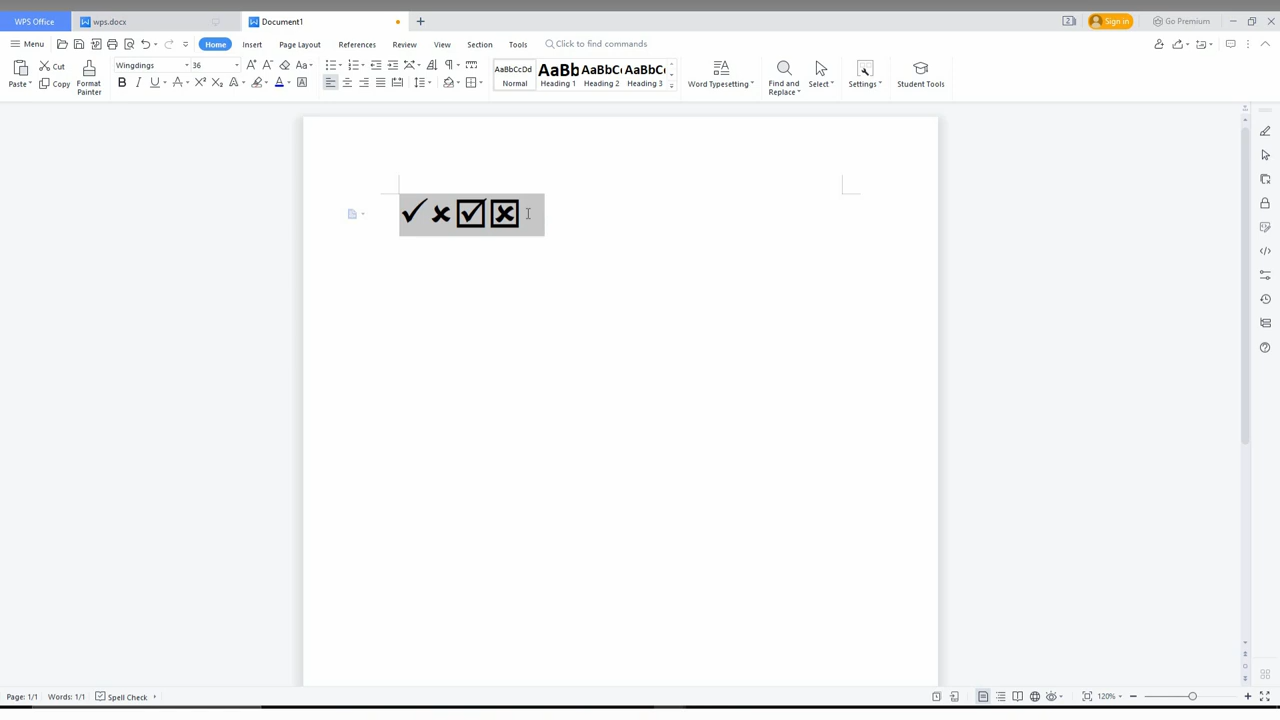 WPS Office wps.docx Document1 Sign in Go Premium
Menu Home Insert Page Layout References Review View Section Tools Click to find commands
Paste Cut Copy Format Painter Wingdings 36 AaBbCcDd Normal AaBb Heading 1 AaBbC Heading 2 AaBbC Heading 3 Word Typesetting Find and Replace Select Settings Student Tools
✓ ✗ ☑ ☒
Page: 1/1 Words: 1/1 Spell Check 120%